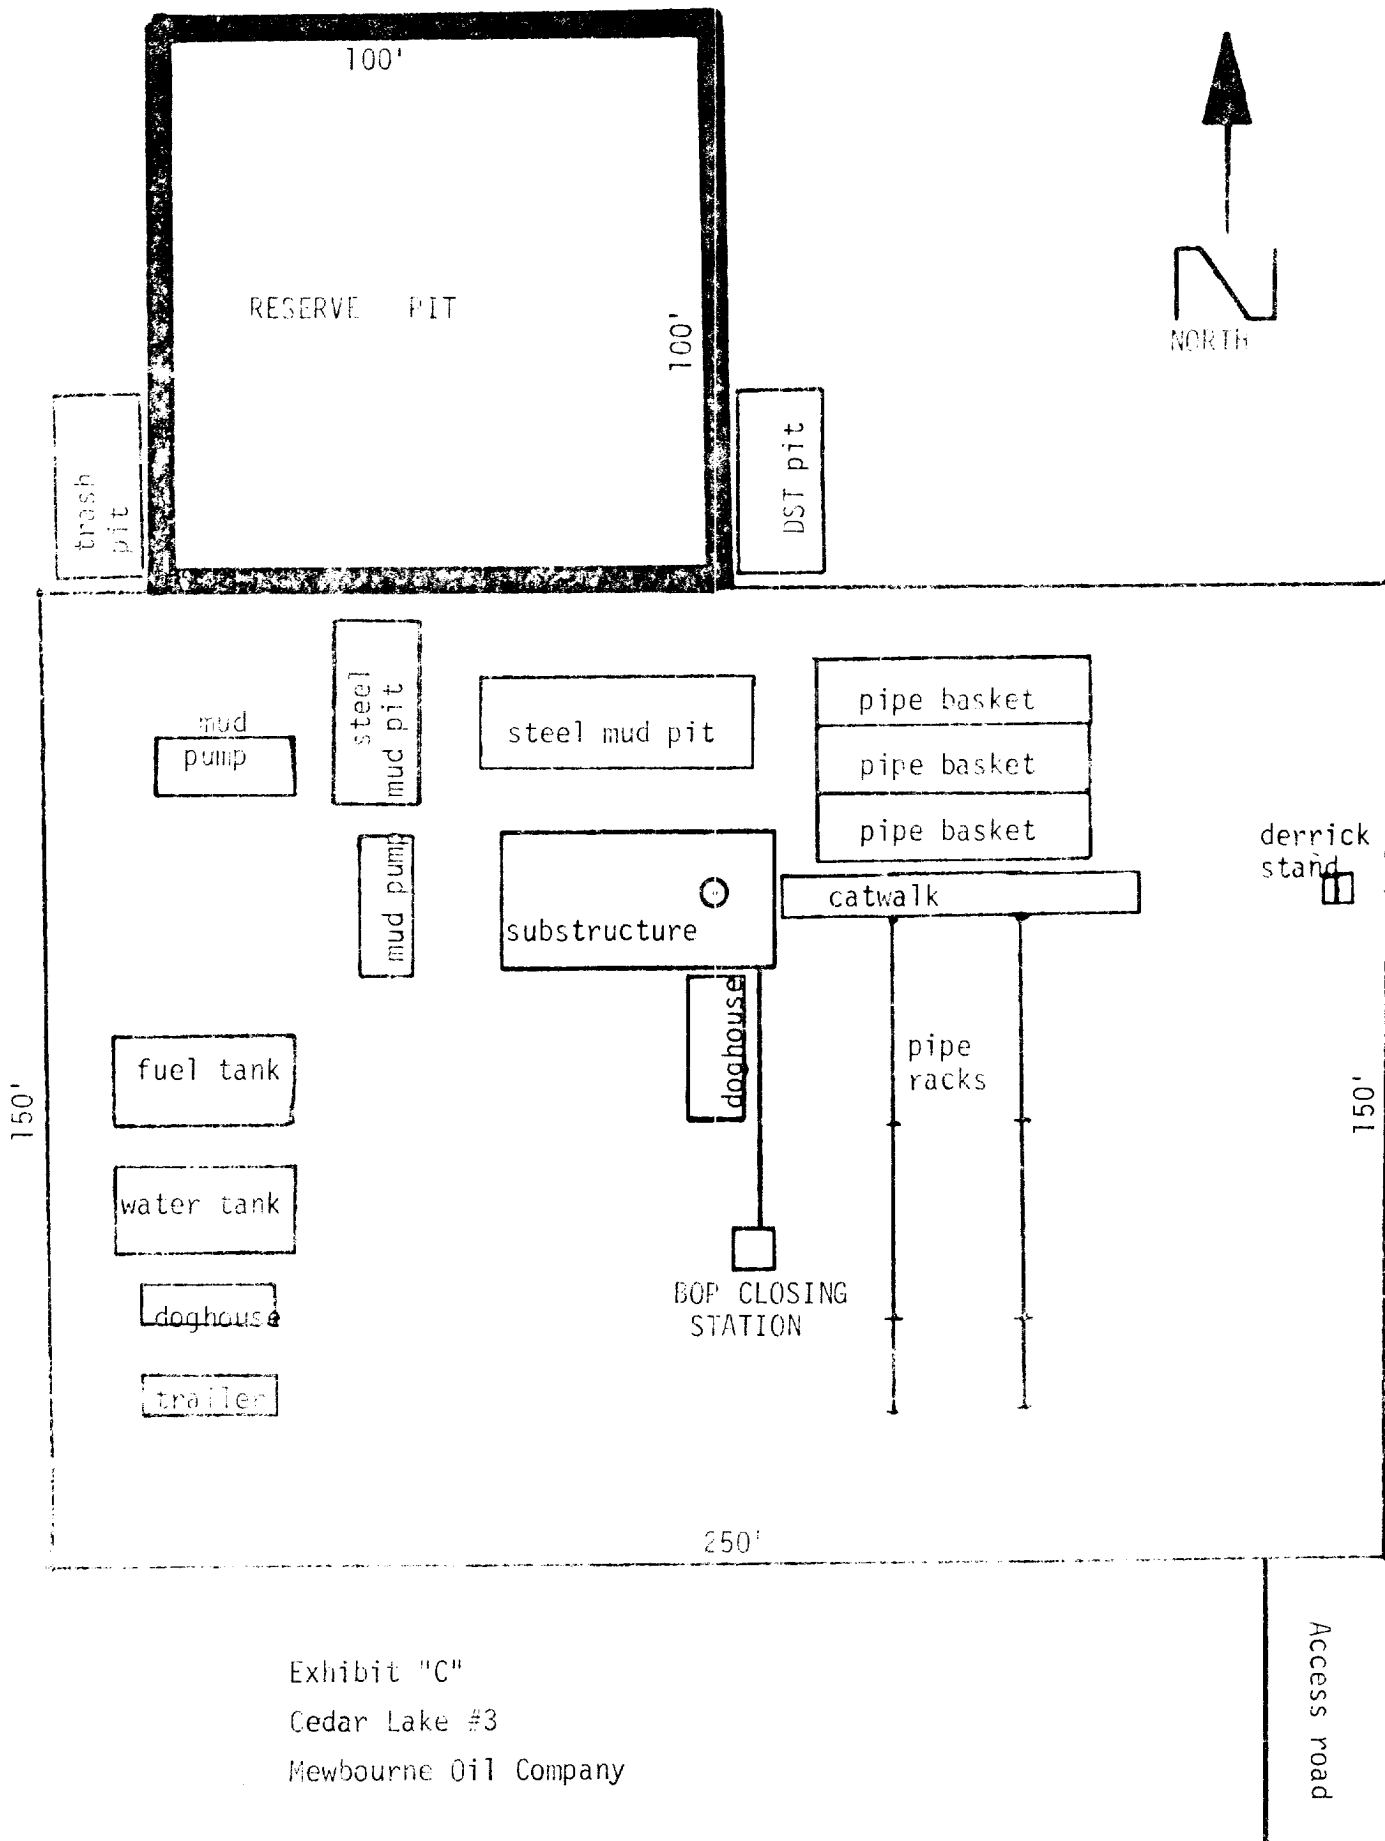 100'
RESERVE PIT
100'
NORTH
trash
pit
DST pit
mud
pump
steel
mud pit
steel mud pit
pipe basket
pipe basket
pipe basket
derrick
stand
mud pump
substructure
catwalk
doghouse
fuel tank
pipe
racks
150'
150'
water tank
BOP CLOSING
STATION
doghouse
trailer
250'
Access road
Exhibit "C"
Cedar Lake #3
Mewbourne Oil Company